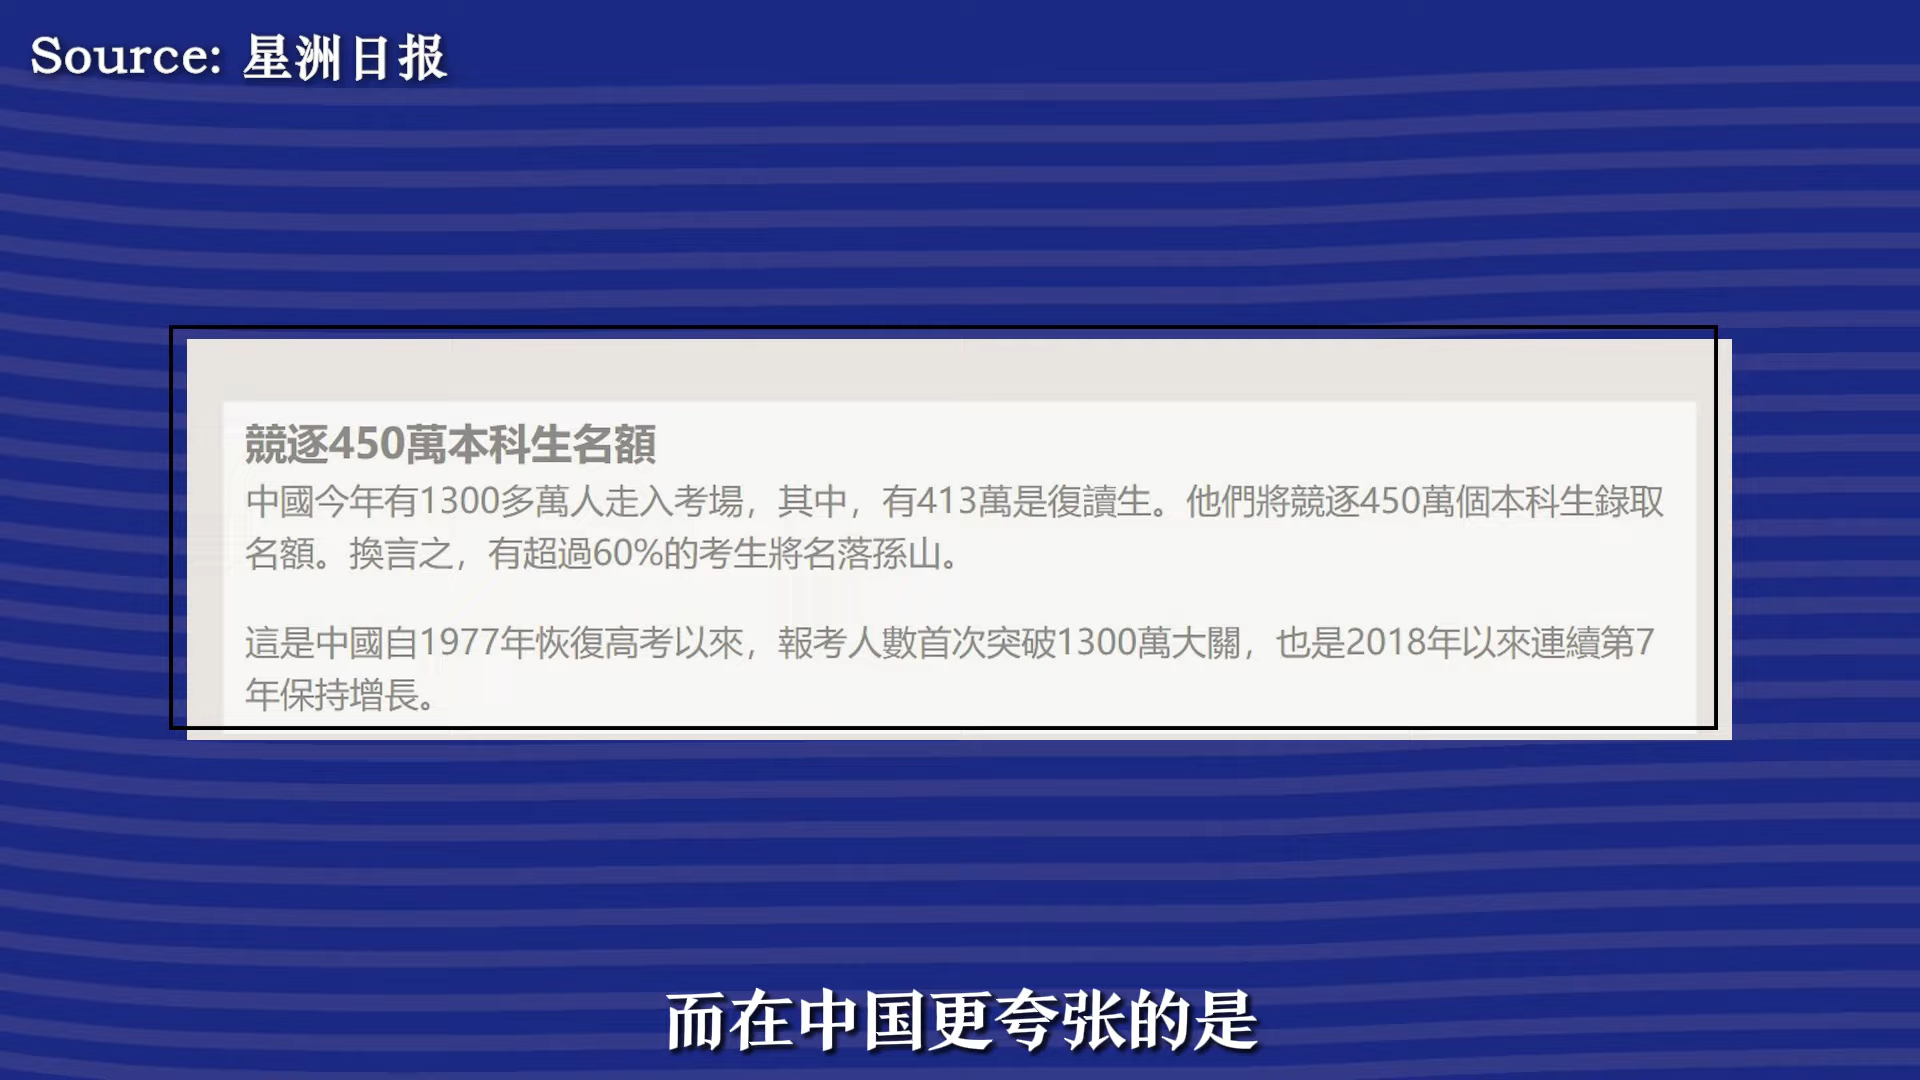 Source: 星洲日报
競逐450萬本科生名額
中國今年有1300多萬人走入考場，其中，有413萬是復讀生。他們將競逐450萬個本科生錄取
名額。換言之，有超過60%的考生將名落孫山。
這是中國自1977年恢復高考以來，報考人數首次突破1300萬大關，也是2018年以來連續第7
年保持增長。
而在中国更夸张的是